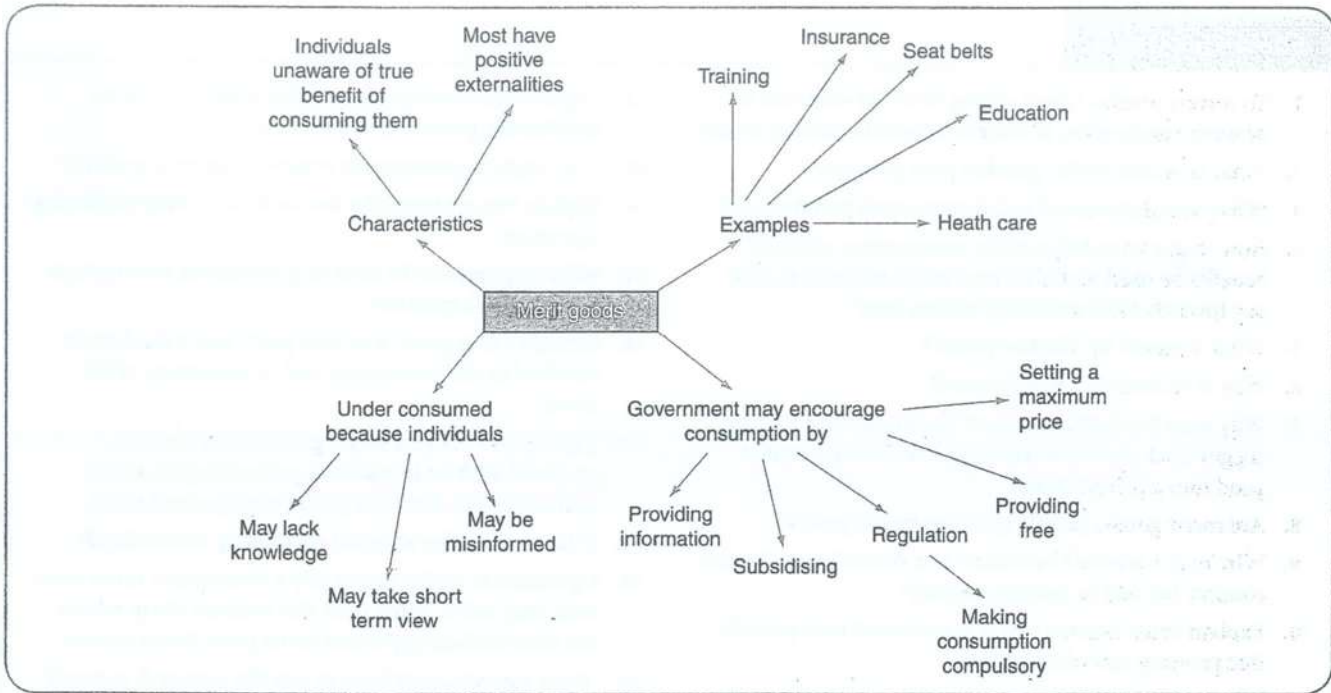 Individuals
unaware of true
benefit of
consuming them
Most have
positive
externalities
Characteristics
Insurance
Seat belts
Training
Education
Examples
Heath care
Merit goods
Under consumed
because individuals
May lack
knowledge
May take short
term view
May be
misinformed
Government may encourage
consumption by
Setting a
maximum
price
Providing
free
Regulation
Making
consumption
compulsory
Subsidising
Providing
information